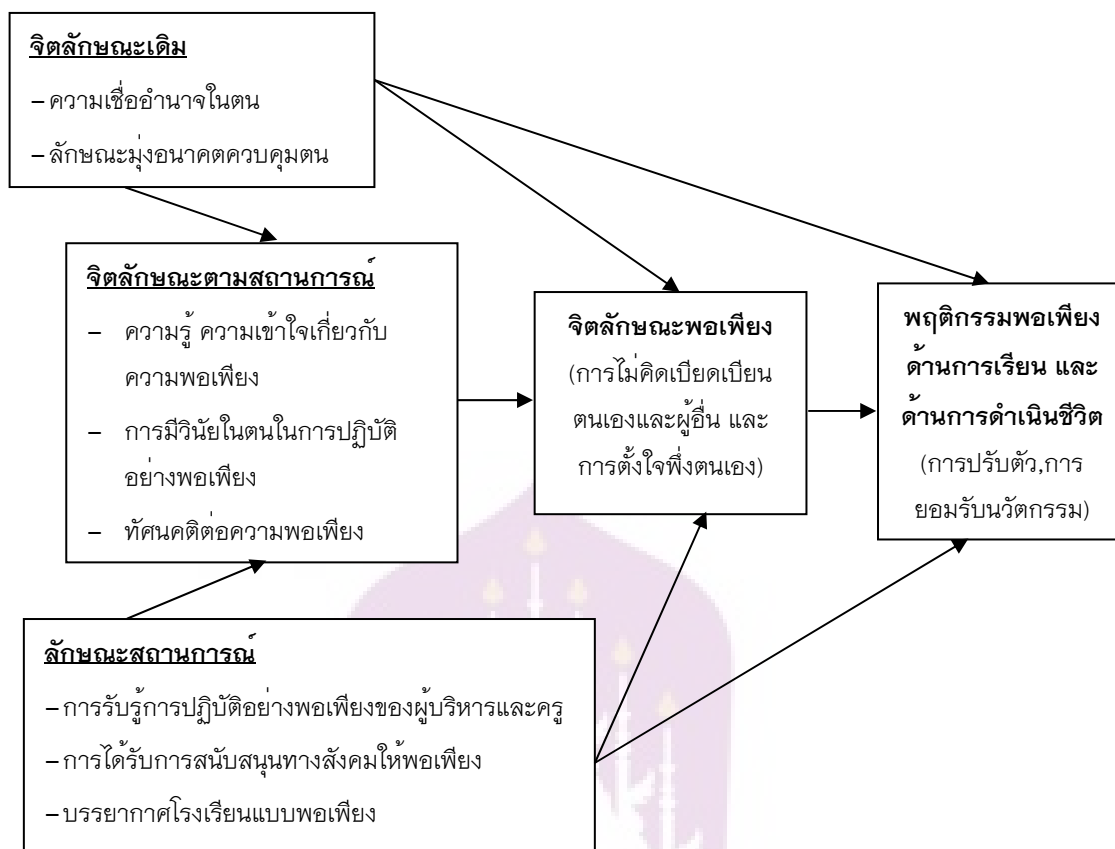 จิตลักษณะเดิม
– ความเชื่ออำนาจในตน
– ลักษณะมุ่งอนาคตควบคุมตน
จิตลักษณะตามสถานการณ์
- ความรู้ ความเข้าใจเกี่ยวกับ
ความพอเพียง
- การมีวินัยในตนในการปฏิบัติ
อย่างพอเพียง
- ทัศนคติต่อความพอเพียง
จิตลักษณะพอเพียง
(การไม่คิดเบียดเบียน
ตนเองและผู้อื่น และ
การตั้งใจพึ่งตนเอง)
พฤติกรรมพอเพียง
ด้านการเรียน และ
ด้านการดำเนินชีวิต
(การปรับตัว,การ
ยอมรับนวัตกรรม)
ลักษณะสถานการณ์
– การรับรู้การปฏิบัติอย่างพอเพียงของผู้บริหารและครู
– การได้รับการสนับสนุนทางสังคมให้พอเพียง
– บรรยากาศโรงเรียนแบบพอเพียง